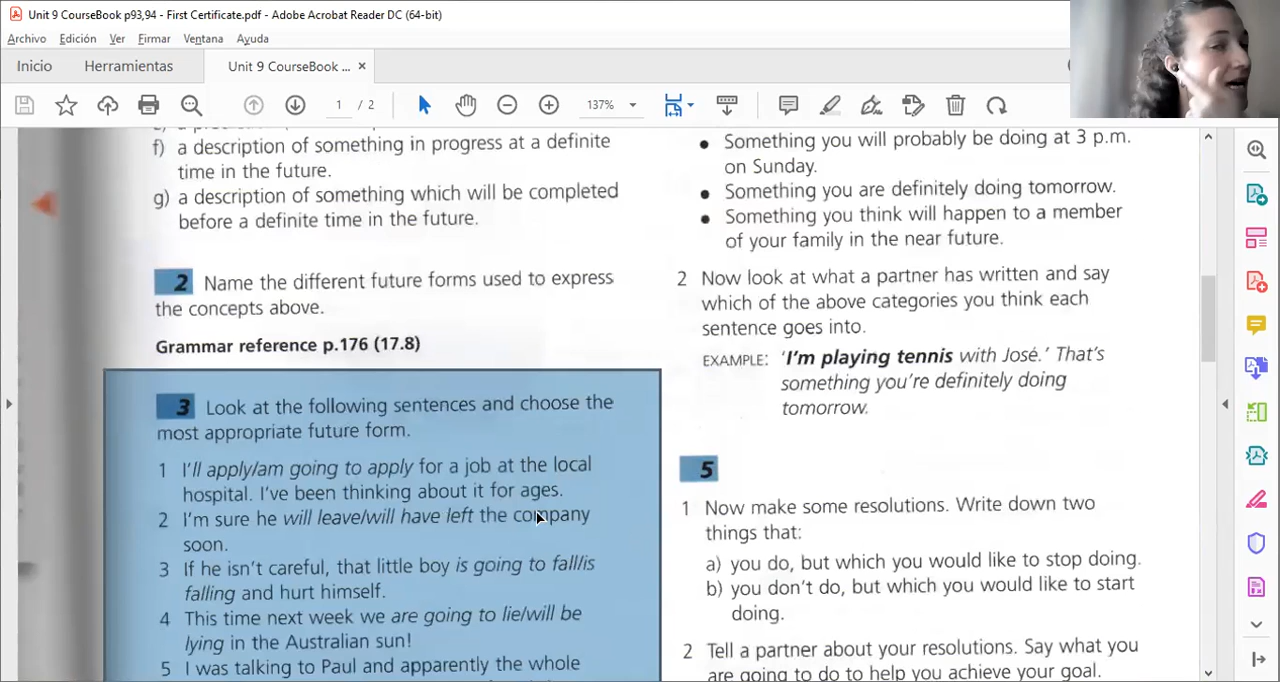 Unit 9 CourseBook p93,94 - First Certificate.pdf - Adobe Acrobat Reader DC (64-bit)
Archivo Edición Ver Firmar Ventana Ayuda
Inicio Herramientas Unit 9 CourseBook ... ×
1 / 2 137%
f) a description of something in progress at a definite
time in the future.
g) a description of something which will be completed
before a definite time in the future.
2 Name the different future forms used to express
the concepts above.
Grammar reference p.176 (17.8)
3 Look at the following sentences and choose the
most appropriate future form.
1 I'll apply/am going to apply for a job at the local
hospital. I've been thinking about it for ages.
2 I'm sure he will leave/will have left the company
soon.
3 If he isn't careful, that little boy is going to fall/is
falling and hurt himself.
4 This time next week we are going to lie/will be
lying in the Australian sun!
5 I was talking to Paul and apparently the whole
• Something you will probably be doing at 3 p.m.
on Sunday.
• Something you are definitely doing tomorrow.
• Something you think will happen to a member
of your family in the near future.
2 Now look at what a partner has written and say
which of the above categories you think each
sentence goes into.
EXAMPLE: 'I'm playing tennis with José.' That's
something you're definitely doing
tomorrow.
5
1 Now make some resolutions. Write down two
things that:
a) you do, but which you would like to stop doing.
b) you don't do, but which you would like to start
doing.
2 Tell a partner about your resolutions. Say what you
are going to do to help you achieve your goal.